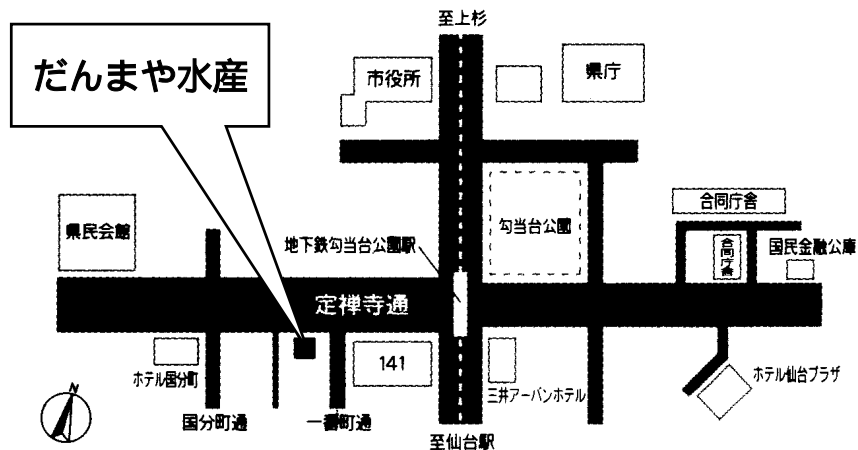 至上杉
だんまや水産
市役所
県庁
合同庁舎
県民会館
勾当台公園
地下鉄勾当台公園駅
合同庁舎
国民金融公庫
定禅寺通
141
ホテル国分町
三井アーバンホテル
ホテル仙台プラザ
N
国分町通
一番町通
至仙台駅